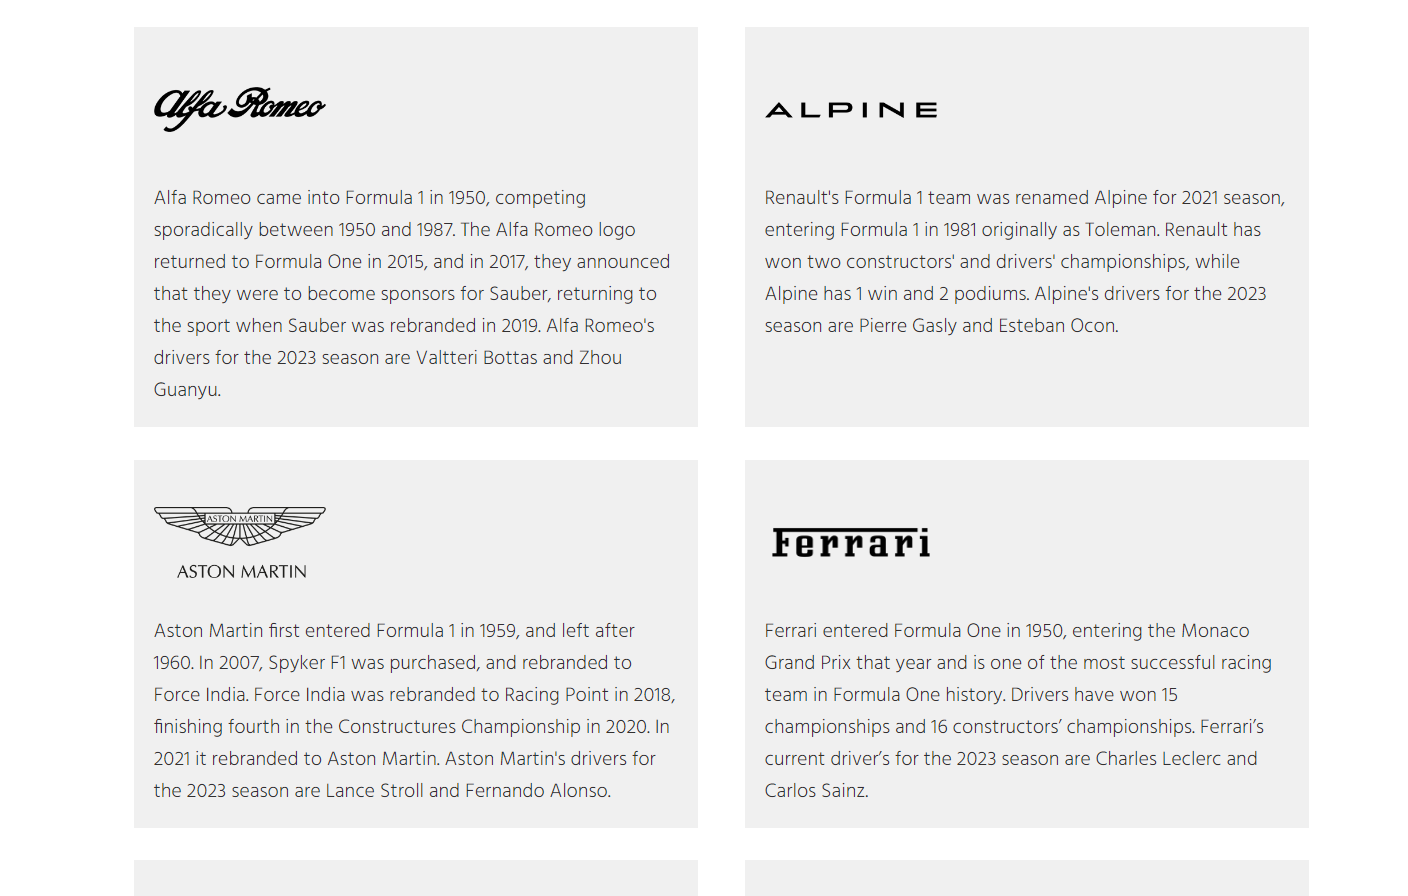 Alfa Romeo
Alfa Romeo came into Formula 1 in 1950, competing
sporadically between 1950 and 1987. The Alfa Romeo logo
returned to Formula One in 2015, and in 2017, they announced
that they were to become sponsors for Sauber, returning to
the sport when Sauber was rebranded in 2019. Alfa Romeo's
drivers for the 2023 season are Valtteri Bottas and Zhou
Guanyu.
ALPINE
Renault's Formula 1 team was renamed Alpine for 2021 season,
entering Formula 1 in 1981 originally as Toleman. Renault has
won two constructors' and drivers' championships, while
Alpine has 1 win and 2 podiums. Alpine's drivers for the 2023
season are Pierre Gasly and Esteban Ocon.
ASTON MARTIN
ASTON MARTIN
Aston Martin first entered Formula 1 in 1959, and left after
1960. In 2007, Spyker F1 was purchased, and rebranded to
Force India. Force India was rebranded to Racing Point in 2018,
finishing fourth in the Constructures Championship in 2020. In
2021 it rebranded to Aston Martin. Aston Martin's drivers for
the 2023 season are Lance Stroll and Fernando Alonso.
Ferrari
Ferrari entered Formula One in 1950, entering the Monaco
Grand Prix that year and is one of the most successful racing
team in Formula One history. Drivers have won 15
championships and 16 constructors’ championships. Ferrari’s
current driver’s for the 2023 season are Charles Leclerc and
Carlos Sainz.